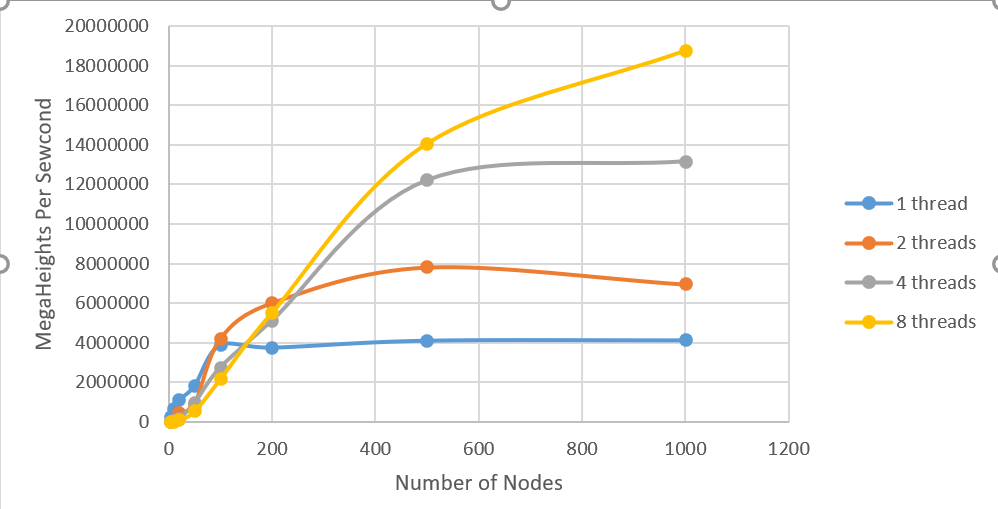 20000000
18000000
16000000
14000000
12000000
10000000
8000000
6000000
4000000
2000000
0
MegaHeights Per Sewcond
0 200 400 600 800 1000 1200
Number of Nodes
1 thread
2 threads
4 threads
8 threads